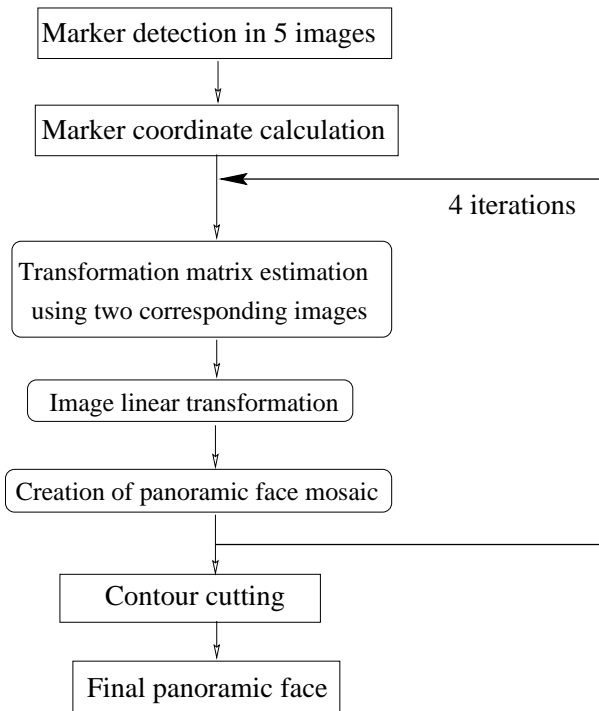 Marker detection in 5 images
Marker coordinate calculation
4 iterations
Transformation matrix estimation
using two corresponding images
Image linear transformation
Creation of panoramic face mosaic
Contour cutting
Final panoramic face